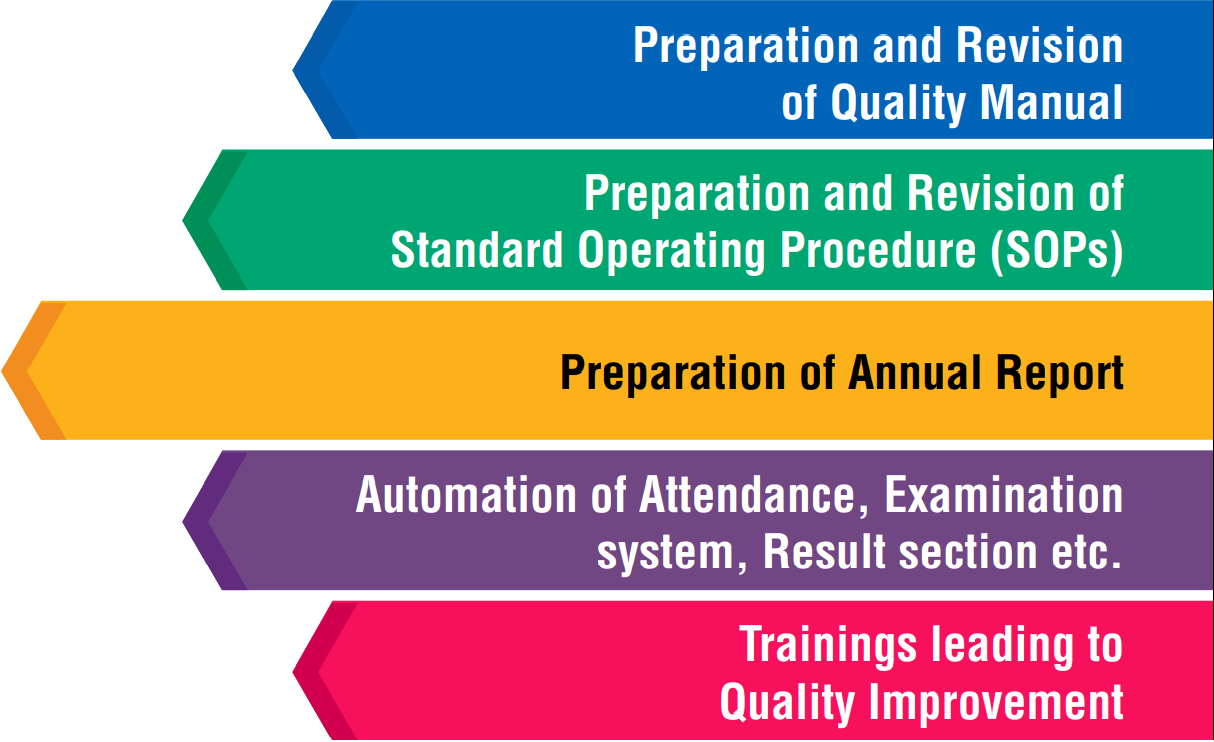 Preparation and Revision
of Quality Manual
Preparation and Revision of
Standard Operating Procedure (SOPs)
Preparation of Annual Report
Automation of Attendance, Examination
system, Result section etc.
Trainings leading to
Quality Improvement